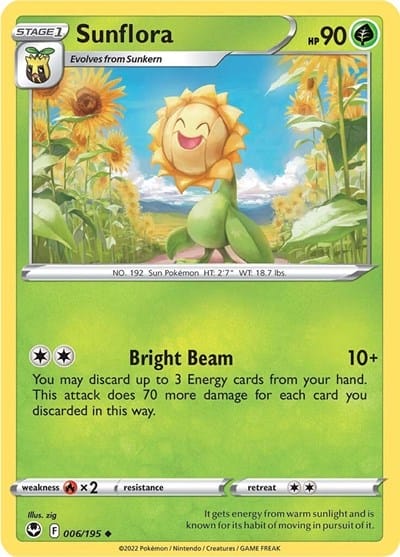 STAGE 1
Sunflora
HP 90
Evolves from Sunkern
NO. 192 Sun Pokémon HT: 2'7" WT: 18.7 lbs.
Bright Beam 10+
You may discard up to 3 Energy cards from your hand.
This attack does 70 more damage for each card you
discarded in this way.
weakness ×2 resistance retreat
Illus. zig
It gets energy from warm sunlight and is
F 006/195
known for its habit of moving in pursuit of it.
©2022 Pokémon / Nintendo / Creatures / GAME FREAK